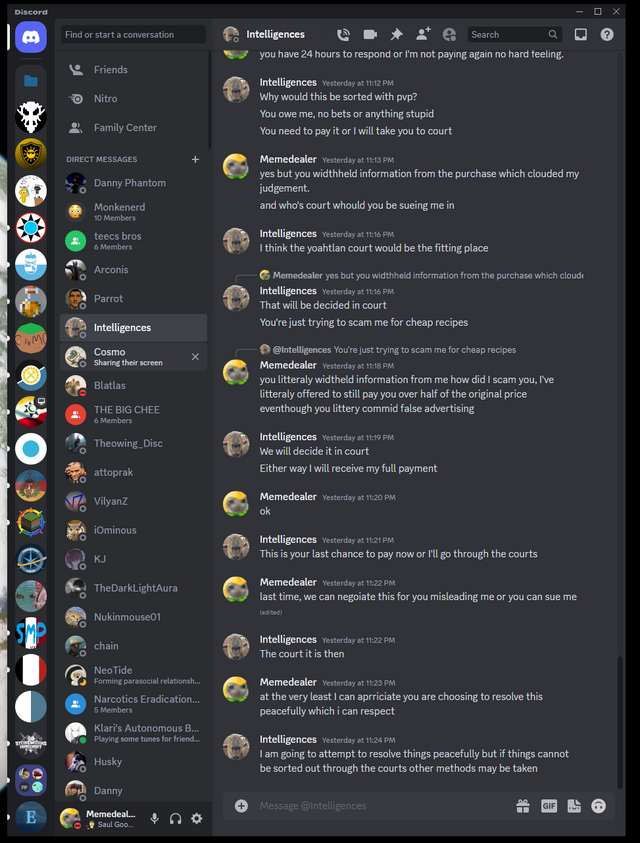 Discord
Find or start a conversation
Friends
Nitro
Family Center
DIRECT MESSAGES
Danny Phantom
Monkenerd
10 Members
teecs bros
6 Members
Arconis
Parrot
Intelligences
Cosmo
Sharing their screen
Blatlas
THE BIG CHEE
6 Members
Theowing_Disc
attoprak
VilyanZ
iOminous
KJ
TheDarkLightAura
Nukinmouse01
chain
NeoTide
Forming parasocial relationsh...
Narcotics Eradication...
5 Members
Klari's Autonomous B...
Playing some tunes for friend...
Husky
Danny
Memedeal...
Saul Goo...
Intelligences
Search
you have 24 hours to respond or I'm not paying again no hard feeling.
Intelligences Yesterday at 11:12 PM
Why would this be sorted with pvp?
You owe me, no bets or anything stupid
You need to pay it or I will take you to court
Memedealer Yesterday at 11:13 PM
yes but you widthheld information from the purchase which clouded my
judgement.
and who's court whould you be sueing me in
Intelligences Yesterday at 11:16 PM
I think the yoahtlan court would be the fitting place
Memedealer yes but you widthheld information from the purchase which cloude
Intelligences Yesterday at 11:16 PM
That will be decided in court
You're just trying to scam me for cheap recipes
@Intelligences You're just trying to scam me for cheap recipes
Memedealer Yesterday at 11:18 PM
you litteraly widtheld information from me how did I scam you, I've
litteraly offered to still pay you over half of the original price
eventhough you littery commid false advertising
Intelligences Yesterday at 11:19 PM
We will decide it in court
Either way I will receive my full payment
Memedealer Yesterday at 11:20 PM
ok
Intelligences Yesterday at 11:21 PM
This is your last chance to pay now or I'll go through the courts
Memedealer Yesterday at 11:22 PM
last time, we can negoiate this for you misleading me or you can sue me
(edited)
Intelligences Yesterday at 11:22 PM
The court it is then
Memedealer Yesterday at 11:23 PM
at the very least I can aprriciate you are choosing to resolve this
peacefully which i can respect
Intelligences Yesterday at 11:24 PM
I am going to attempt to resolve things peacefully but if things cannot
be sorted out through the courts other methods may be taken
Message @Intelligences
GIF
SMP
E